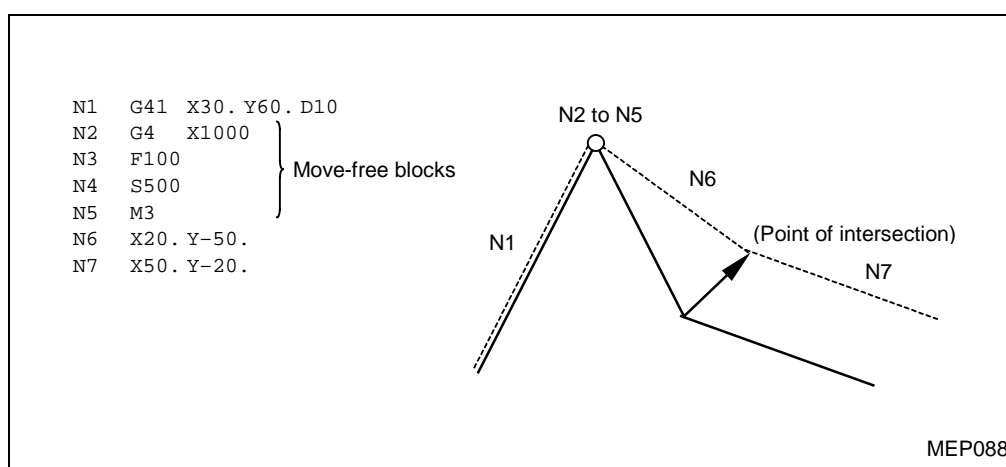 N1 G41 X30. Y60. D10
N2 G4 X1000
N3 F100
N4 S500
N5 M3
N6 X20. Y−50.
N7 X50. Y−20.
Move-free blocks
N2 to N5
N6
(Point of intersection)
N1
N7
MEP088